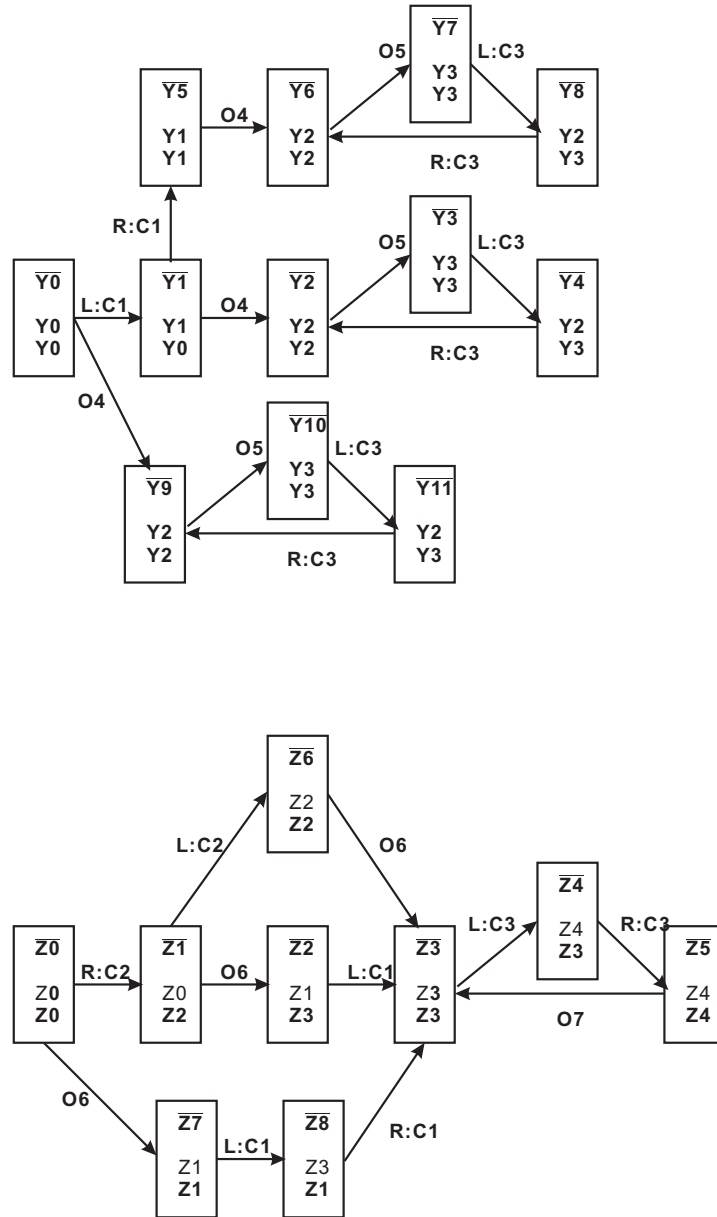 Y7
Y3
Y3
O5
L:C3
Y5
Y1
Y1
O4
Y6
Y2
Y2
Y8
Y2
Y3
R:C3
R:C1
Y3
Y3
Y3
O5
L:C3
Y0
Y0
Y0
L:C1
Y1
Y1
Y0
O4
Y2
Y2
Y2
Y4
Y2
Y3
R:C3
O4
Y10
Y3
Y3
O5
L:C3
Y9
Y2
Y2
Y11
Y2
Y3
R:C3
Z6
Z2
Z2
L:C2
O6
Z4
Z4
Z3
L:C3
R:C3
Z0
Z0
Z0
R:C2
Z1
Z0
Z2
O6
Z2
Z1
Z3
L:C1
Z3
Z3
Z3
Z5
Z4
Z4
O7
O6
Z7
Z1
Z1
L:C1
Z8
Z3
Z1
R:C1